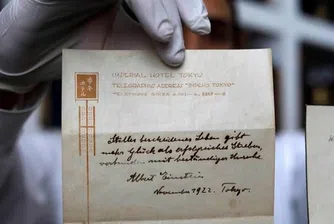 IMPERIAL HOTEL TOKYO
TELEGRAPHIC ADDRESS TOKYO"
TELEPHONE
Stilles bescheidenes Leben gibt
mehr Glück als erfolgreiches Streben,
verbunden mit beständiger Unruhe.
Albert Einstein
November 1922. Tokyo.